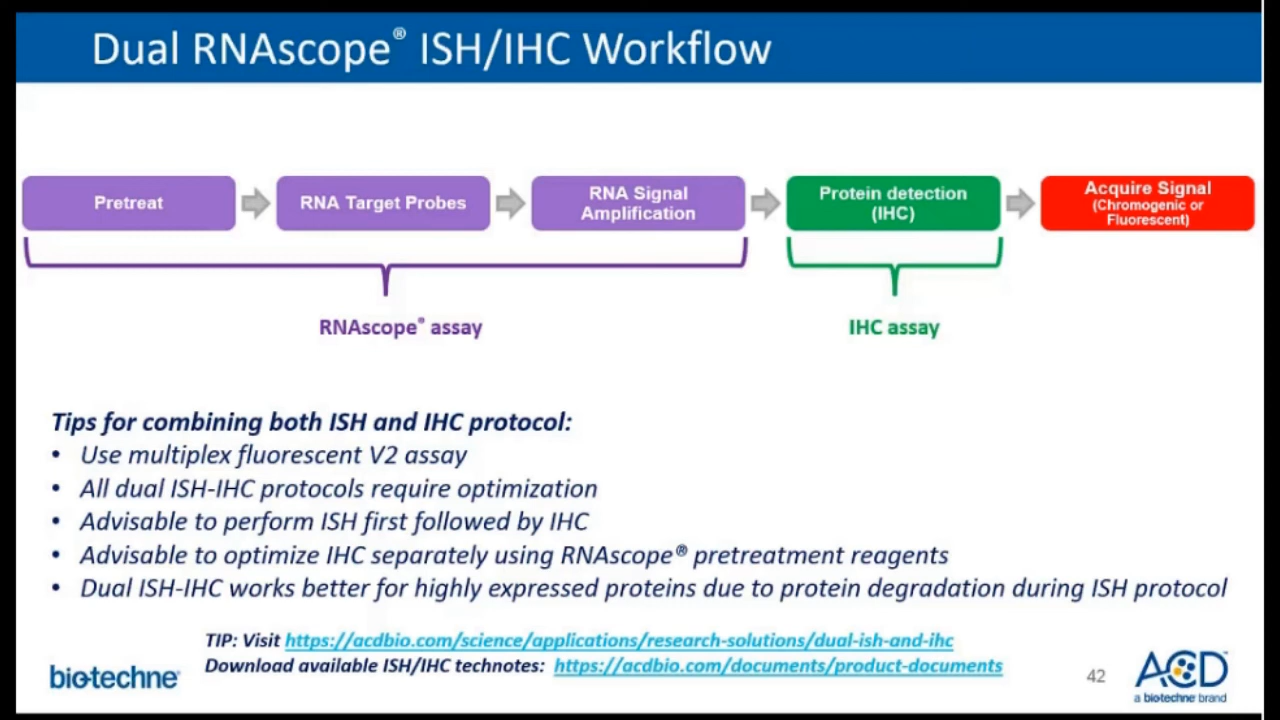 Dual RNAscope® ISH/IHC Workflow
Pretreat
RNA Target Probes
RNA Signal
Amplification
Protein detection
(IHC)
Acquire Signal
(Chromogenic or
Fluorescent)
RNAscope® assay
IHC assay
Tips for combining both ISH and IHC protocol:
• Use multiplex fluorescent V2 assay
• All dual ISH-IHC protocols require optimization
• Advisable to perform ISH first followed by IHC
• Advisable to optimize IHC separately using RNAscope® pretreatment reagents
• Dual ISH-IHC works better for highly expressed proteins due to protein degradation during ISH protocol
TIP: Visit https://acdbio.com/science/applications/research-solutions/dual-ish-and-ihc
Download available ISH/IHC technotes: https://acdbio.com/documents/product-documents
bio-techne
42
ACD
a biotechne brand